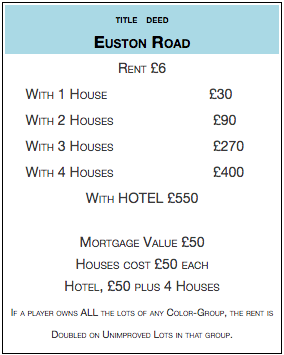 TITLE DEED
EUSTON ROAD
RENT £6
WITH 1 HOUSE £30
WITH 2 HOUSES £90
WITH 3 HOUSES £270
WITH 4 HOUSES £400
WITH HOTEL £550
MORTGAGE VALUE £50
HOUSES COST £50 EACH
HOTEL, £50 PLUS 4 HOUSES
IF A PLAYER OWNS ALL THE LOTS OF ANY COLOR-GROUP, THE RENT IS
DOUBLED ON UNIMPROVED LOTS IN THAT GROUP.